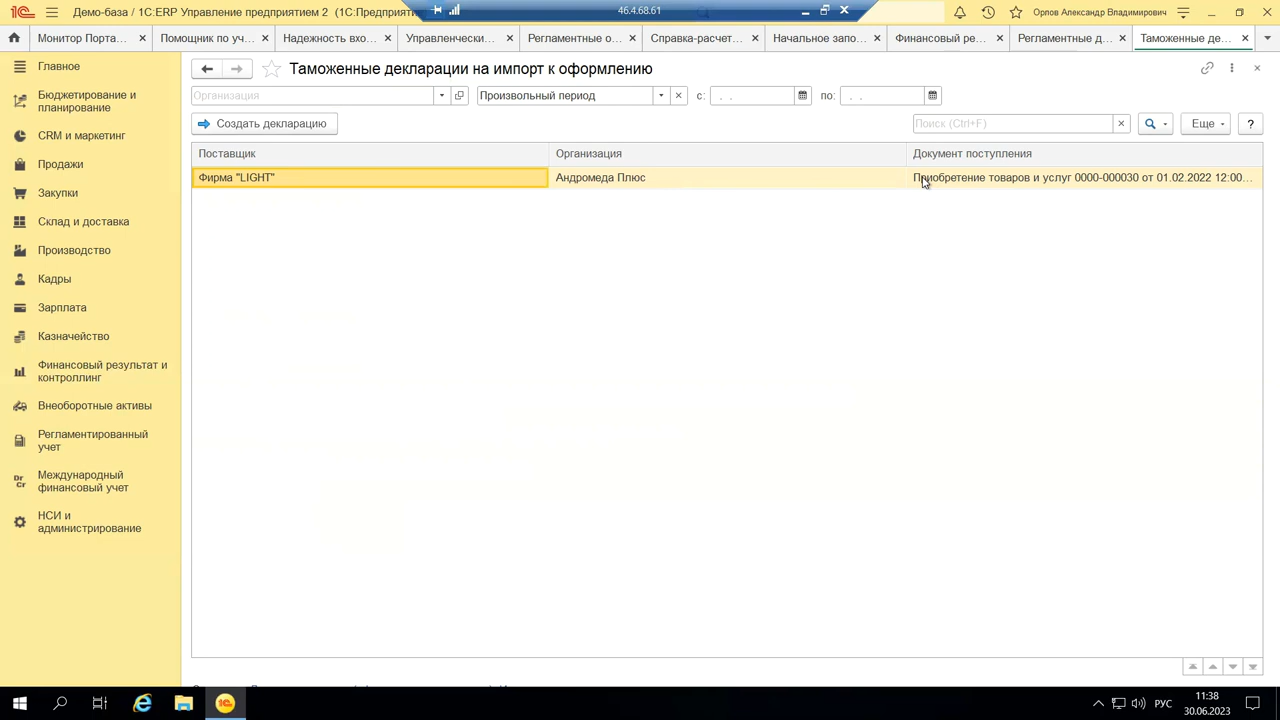 Демо-база / 1С:ERP Управление предприятием 2 (1С:Предприятие
46.4.68.61
Орлов Александр Владимирович
Монитор Порта...
Помощник по уч...
Надежность вхо...
Управленчески...
Регламентные о...
Справка-расчет...
Начальное запо...
Финансовый ре...
Регламентные д...
Таможенные де...
Главное
Бюджетирование и
планирование
CRM и маркетинг
Продажи
Закупки
Склад и доставка
Производство
Кадры
Зарплата
Казначейство
Финансовый результат и
контроллинг
Внеоборотные активы
Регламентированный
учет
Международный
финансовый учет
НСИ и
администрирование
Таможенные декларации на импорт к оформлению
Организация
Произвольный период
с: . .
по: . .
Создать декларацию
Поиск (Ctrl+F)
Еще
?
Поставщик
Организация
Документ поступления
Фирма "LIGHT"
Андромеда Плюс
Приобретение товаров и услуг 0000-000030 от 01.02.2022 12:00...
РУС
11:38
30.06.2023